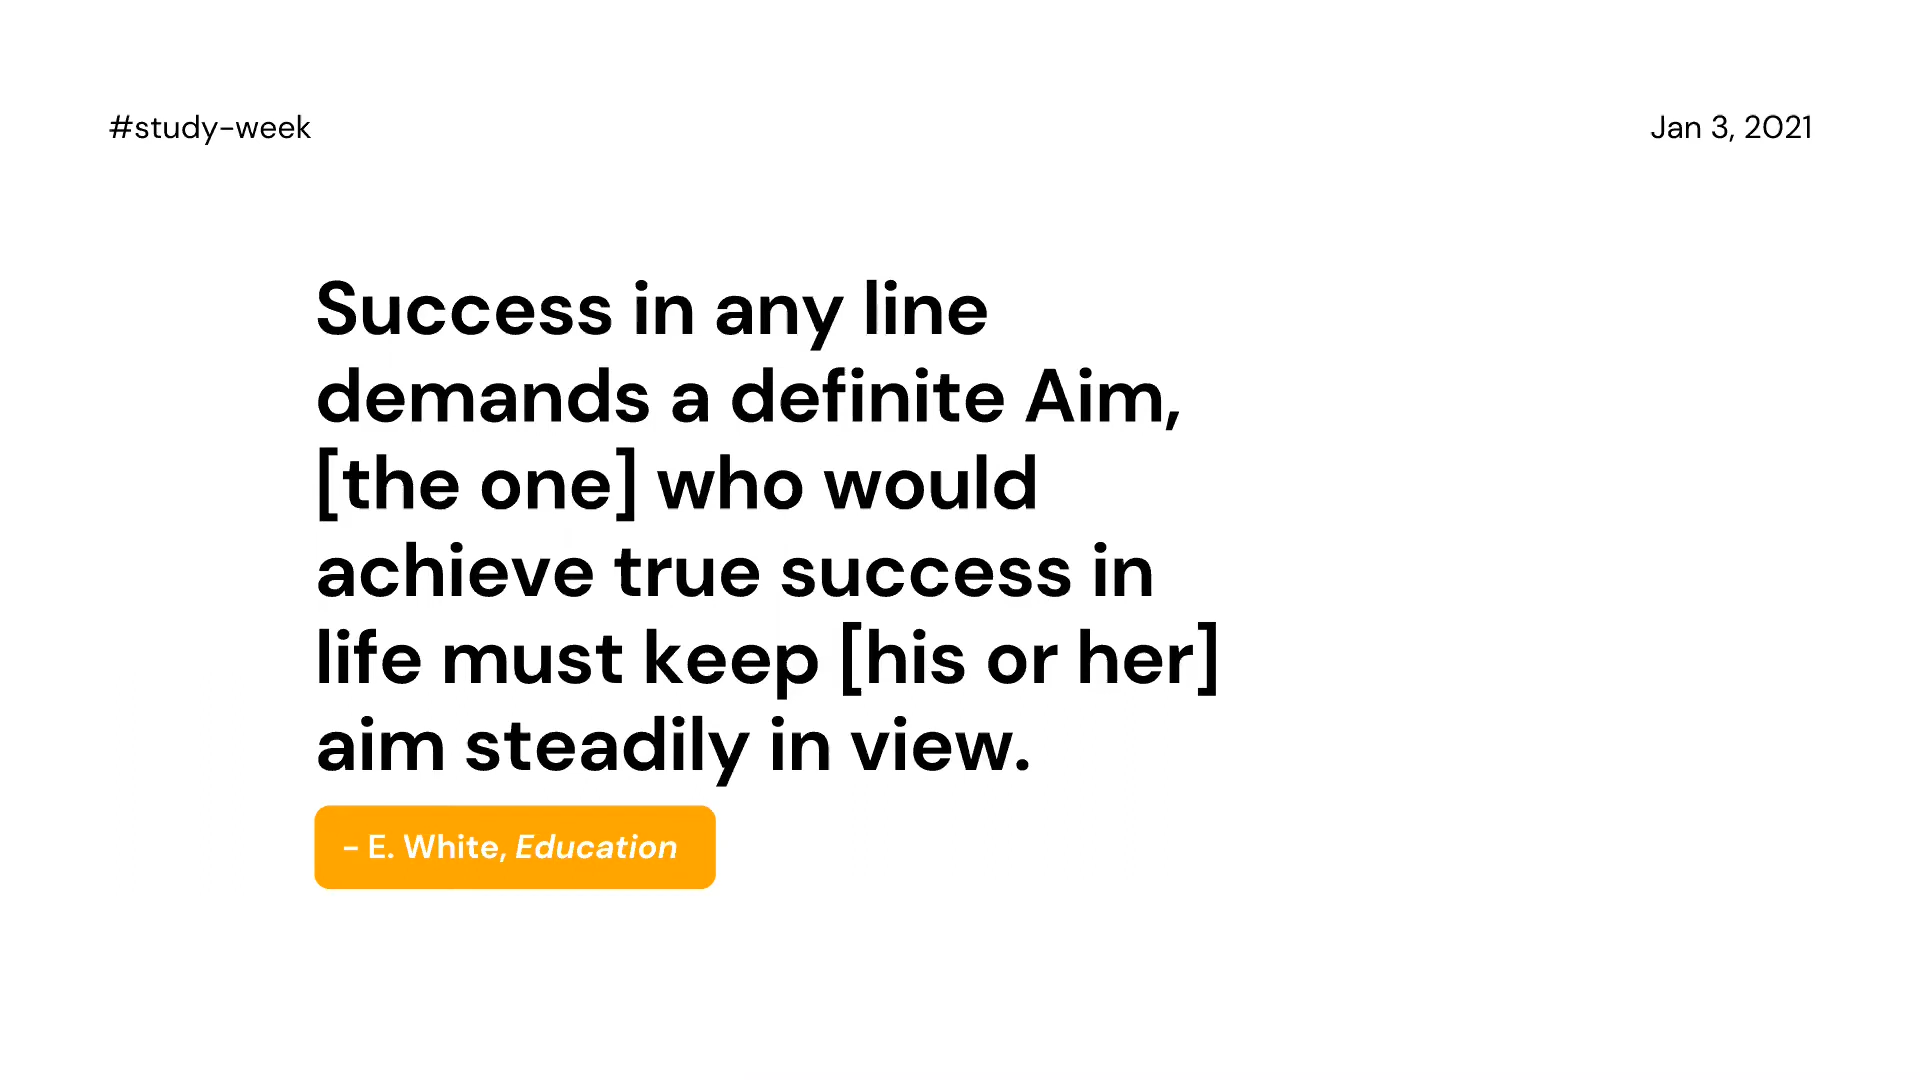 #study-week
Jan 3, 2021
Success in any line
demands a definite Aim,
[the one] who would
achieve true success in
life must keep [his or her]
aim steadily in view.
- E. White, Education